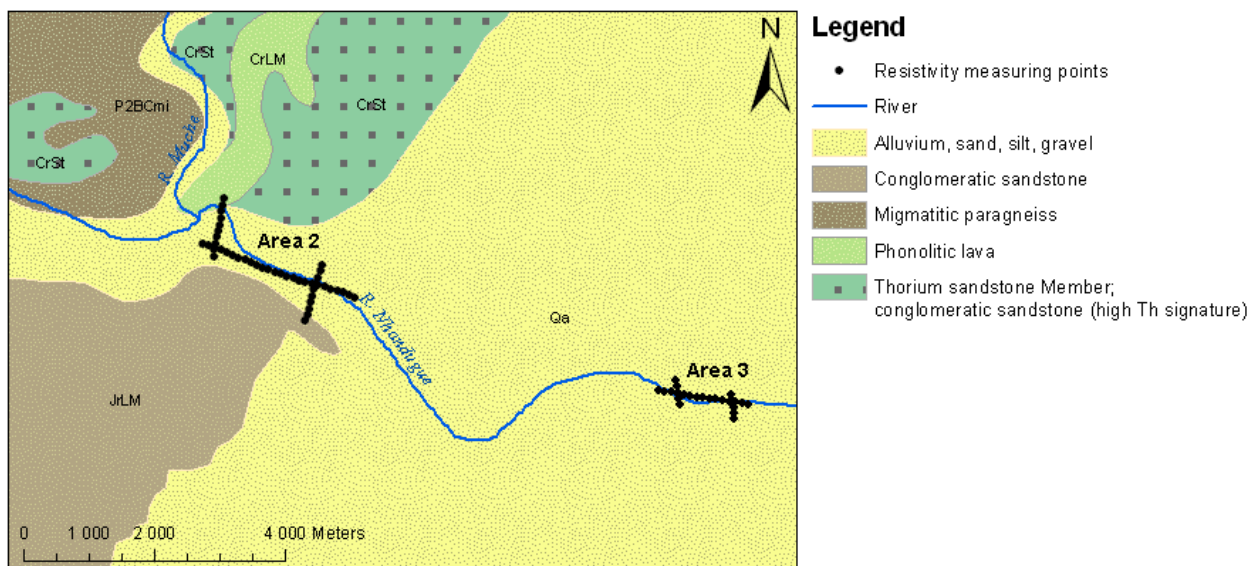 CrSt
CrLM
P2BCmi
CrSt
CrSt
R. Muche
Area 2
R. Nhandugue
Qa
Area 3
JrLM
0 1 000 2 000 4 000 Meters
N
Legend
Resistivity measuring points
River
Alluvium, sand, silt, gravel
Conglomeratic sandstone
Migmatitic paragneiss
Phonolitic lava
Thorium sandstone Member;
conglomeratic sandstone (high Th signature)